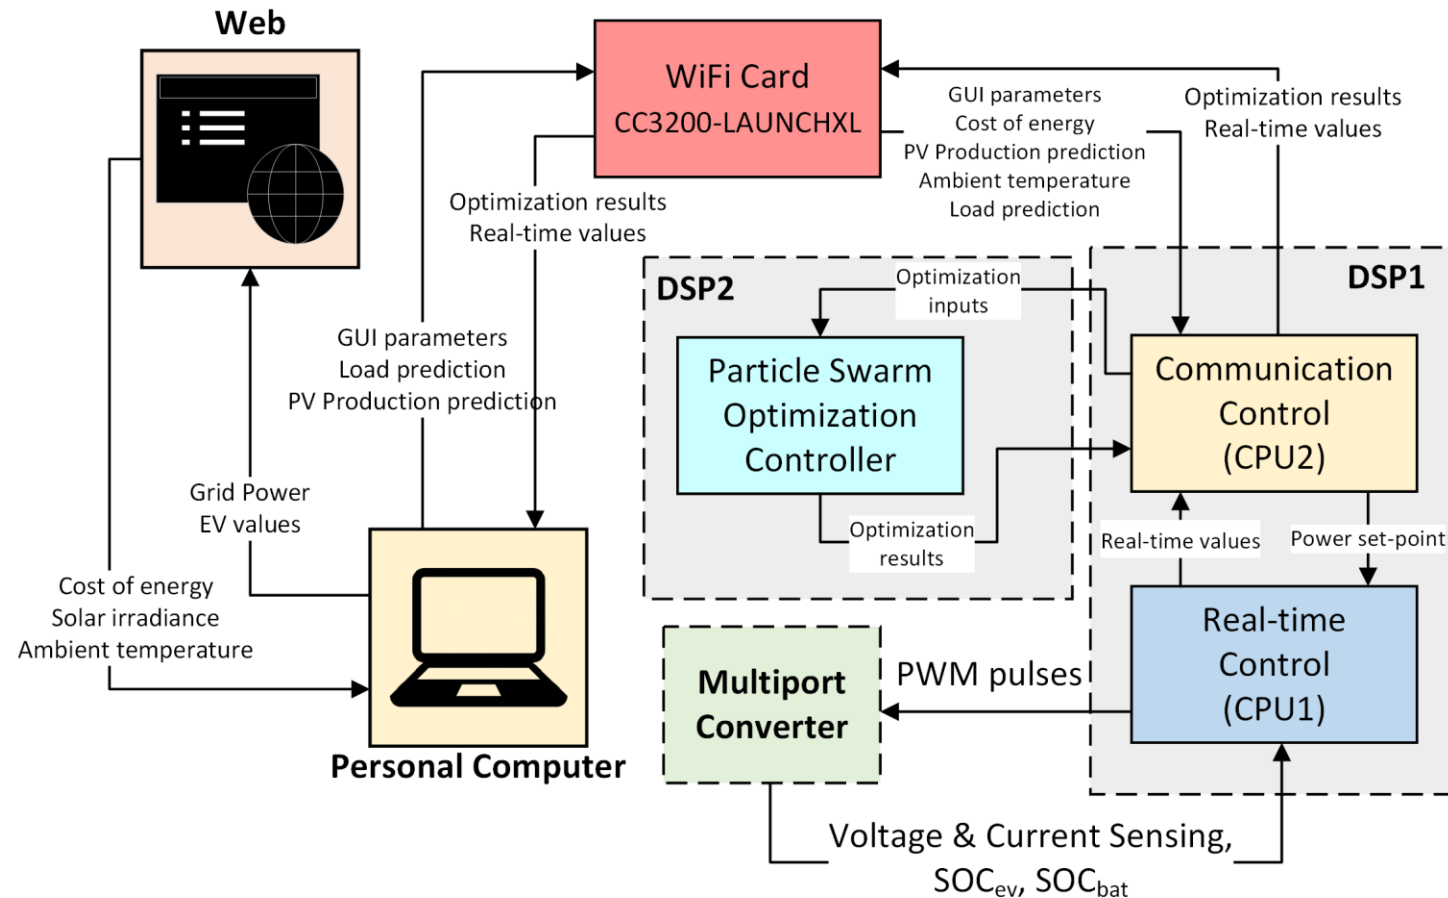 Web
WiFi Card
CC3200-LAUNCHXL
GUI parameters
Cost of energy
PV Production prediction
Ambient temperature
Load prediction
Optimization results
Real-time values
Optimization results
Real-time values
DSP2
Optimization
inputs
DSP1
GUI parameters
Load prediction
PV Production prediction
Particle Swarm
Optimization
Controller
Communication
Control
(CPU2)
Grid Power
EV values
Optimization
results
Real-time values
Power set-point
Cost of energy
Solar irradiance
Ambient temperature
Real-time
Control
(CPU1)
Multiport
Converter
PWM pulses
Personal Computer
Voltage & Current Sensing,
SOCev, SOCbat